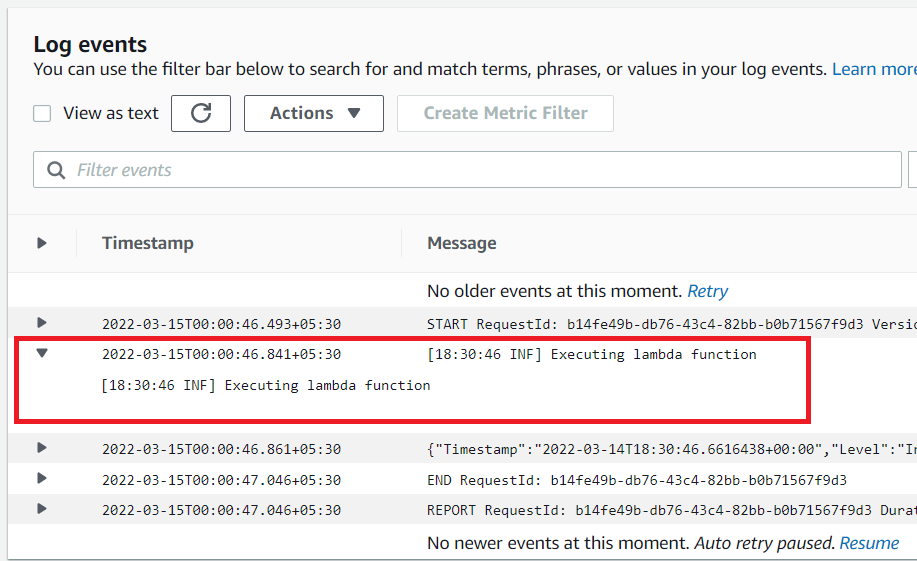 Log events
You can use the filter bar below to search for and match terms, phrases, or values in your log events. Learn more
View as text Actions Create Metric Filter
Filter events
Timestamp Message
No older events at this moment. Retry
2022-03-15T00:00:46.493+05:30 START RequestId: b14fe49b-db76-43c4-82bb-b0b71567f9d3 Versio
2022-03-15T00:00:46.841+05:30 [18:30:46 INF] Executing lambda function
[18:30:46 INF] Executing lambda function
2022-03-15T00:00:46.861+05:30 {"Timestamp":"2022-03-14T18:30:46.6616438+00:00","Level":"In
2022-03-15T00:00:47.046+05:30 END RequestId: b14fe49b-db76-43c4-82bb-b0b71567f9d3
2022-03-15T00:00:47.046+05:30 REPORT RequestId: b14fe49b-db76-43c4-82bb-b0b71567f9d3 Durat
No newer events at this moment. Auto retry paused. Resume